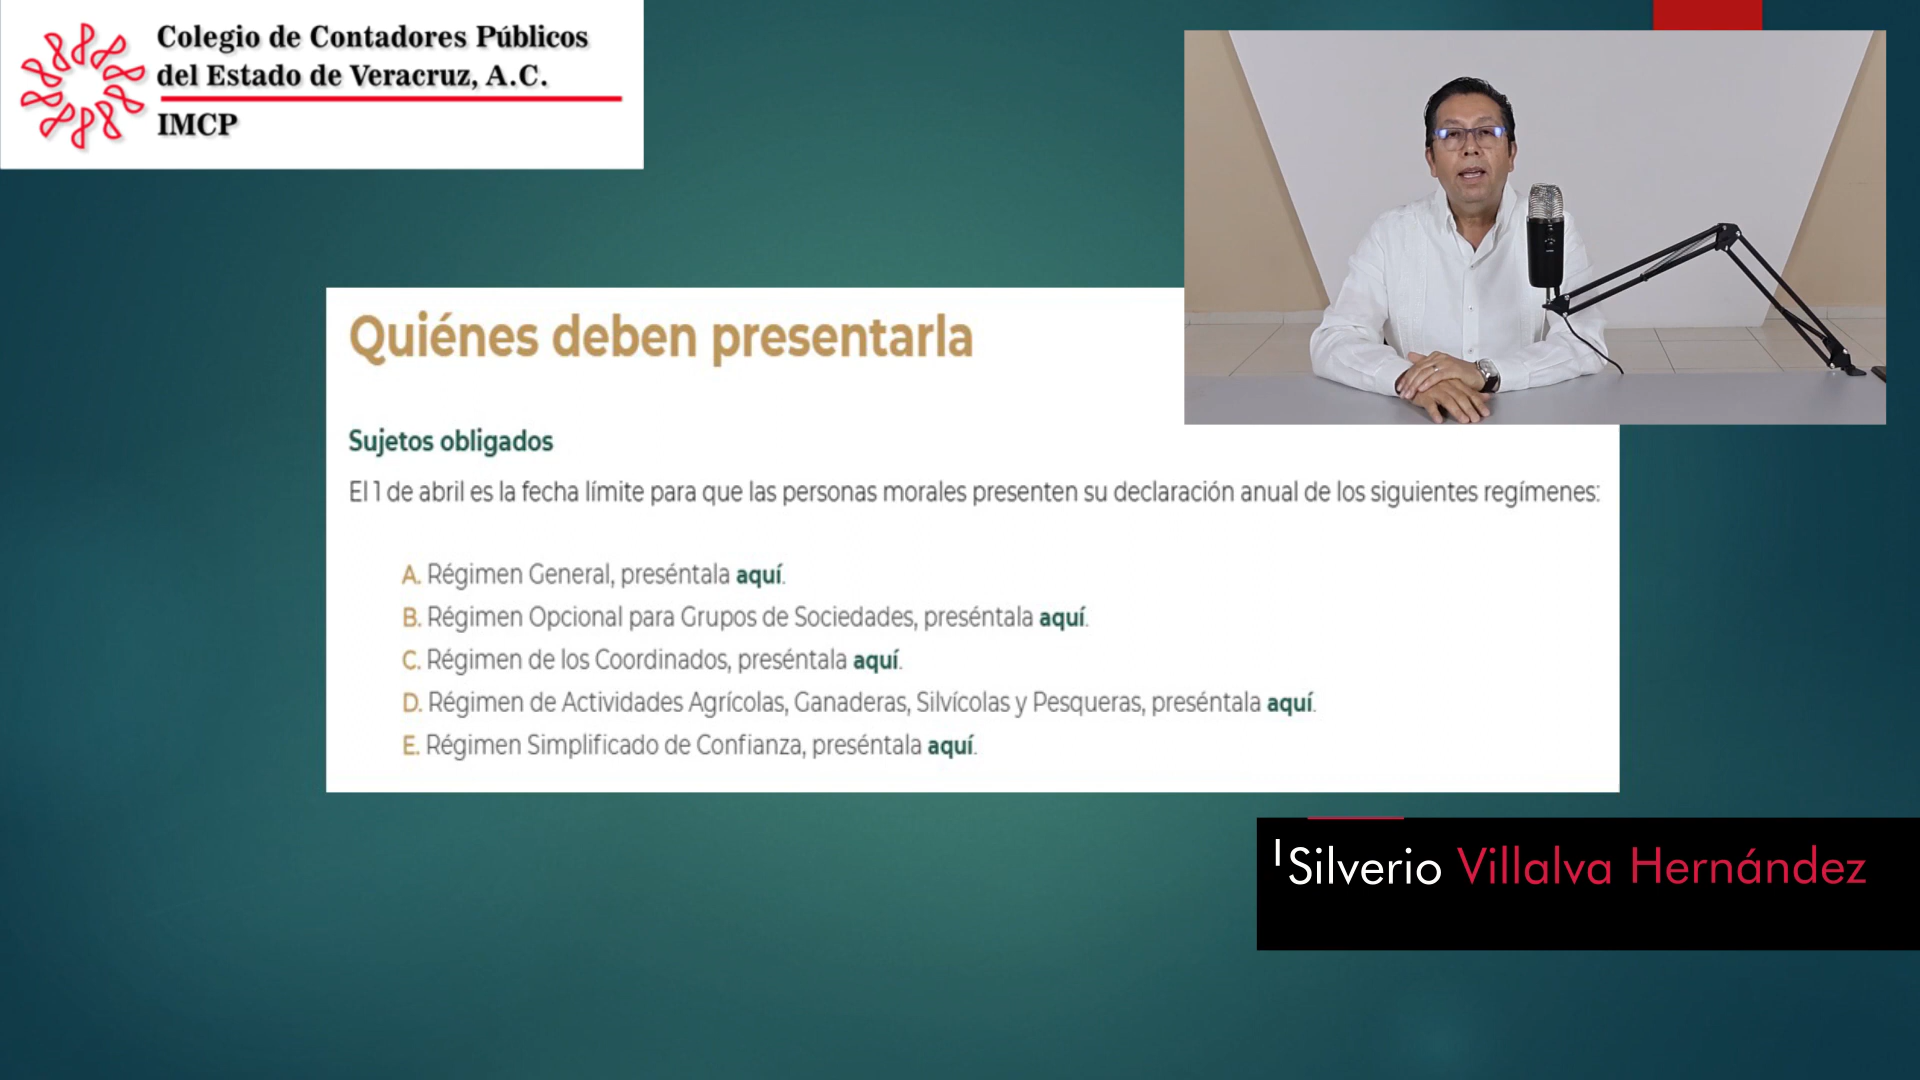 Colegio de Contadores Públicos
del Estado de Veracruz, A.C.
IMCP
Quiénes deben presentarla
Sujetos obligados
El 1 de abril es la fecha límite para que las personas morales presenten su declaración anual de los siguientes regímenes:
A. Régimen General, preséntala aquí.
B. Régimen Opcional para Grupos de Sociedades, preséntala aquí.
C. Régimen de los Coordinados, preséntala aquí.
D. Régimen de Actividades Agrícolas, Ganaderas, Silvícolas y Pesqueras, preséntala aquí.
E. Régimen Simplificado de Confianza, preséntala aquí.
Silverio Villalva Hernández